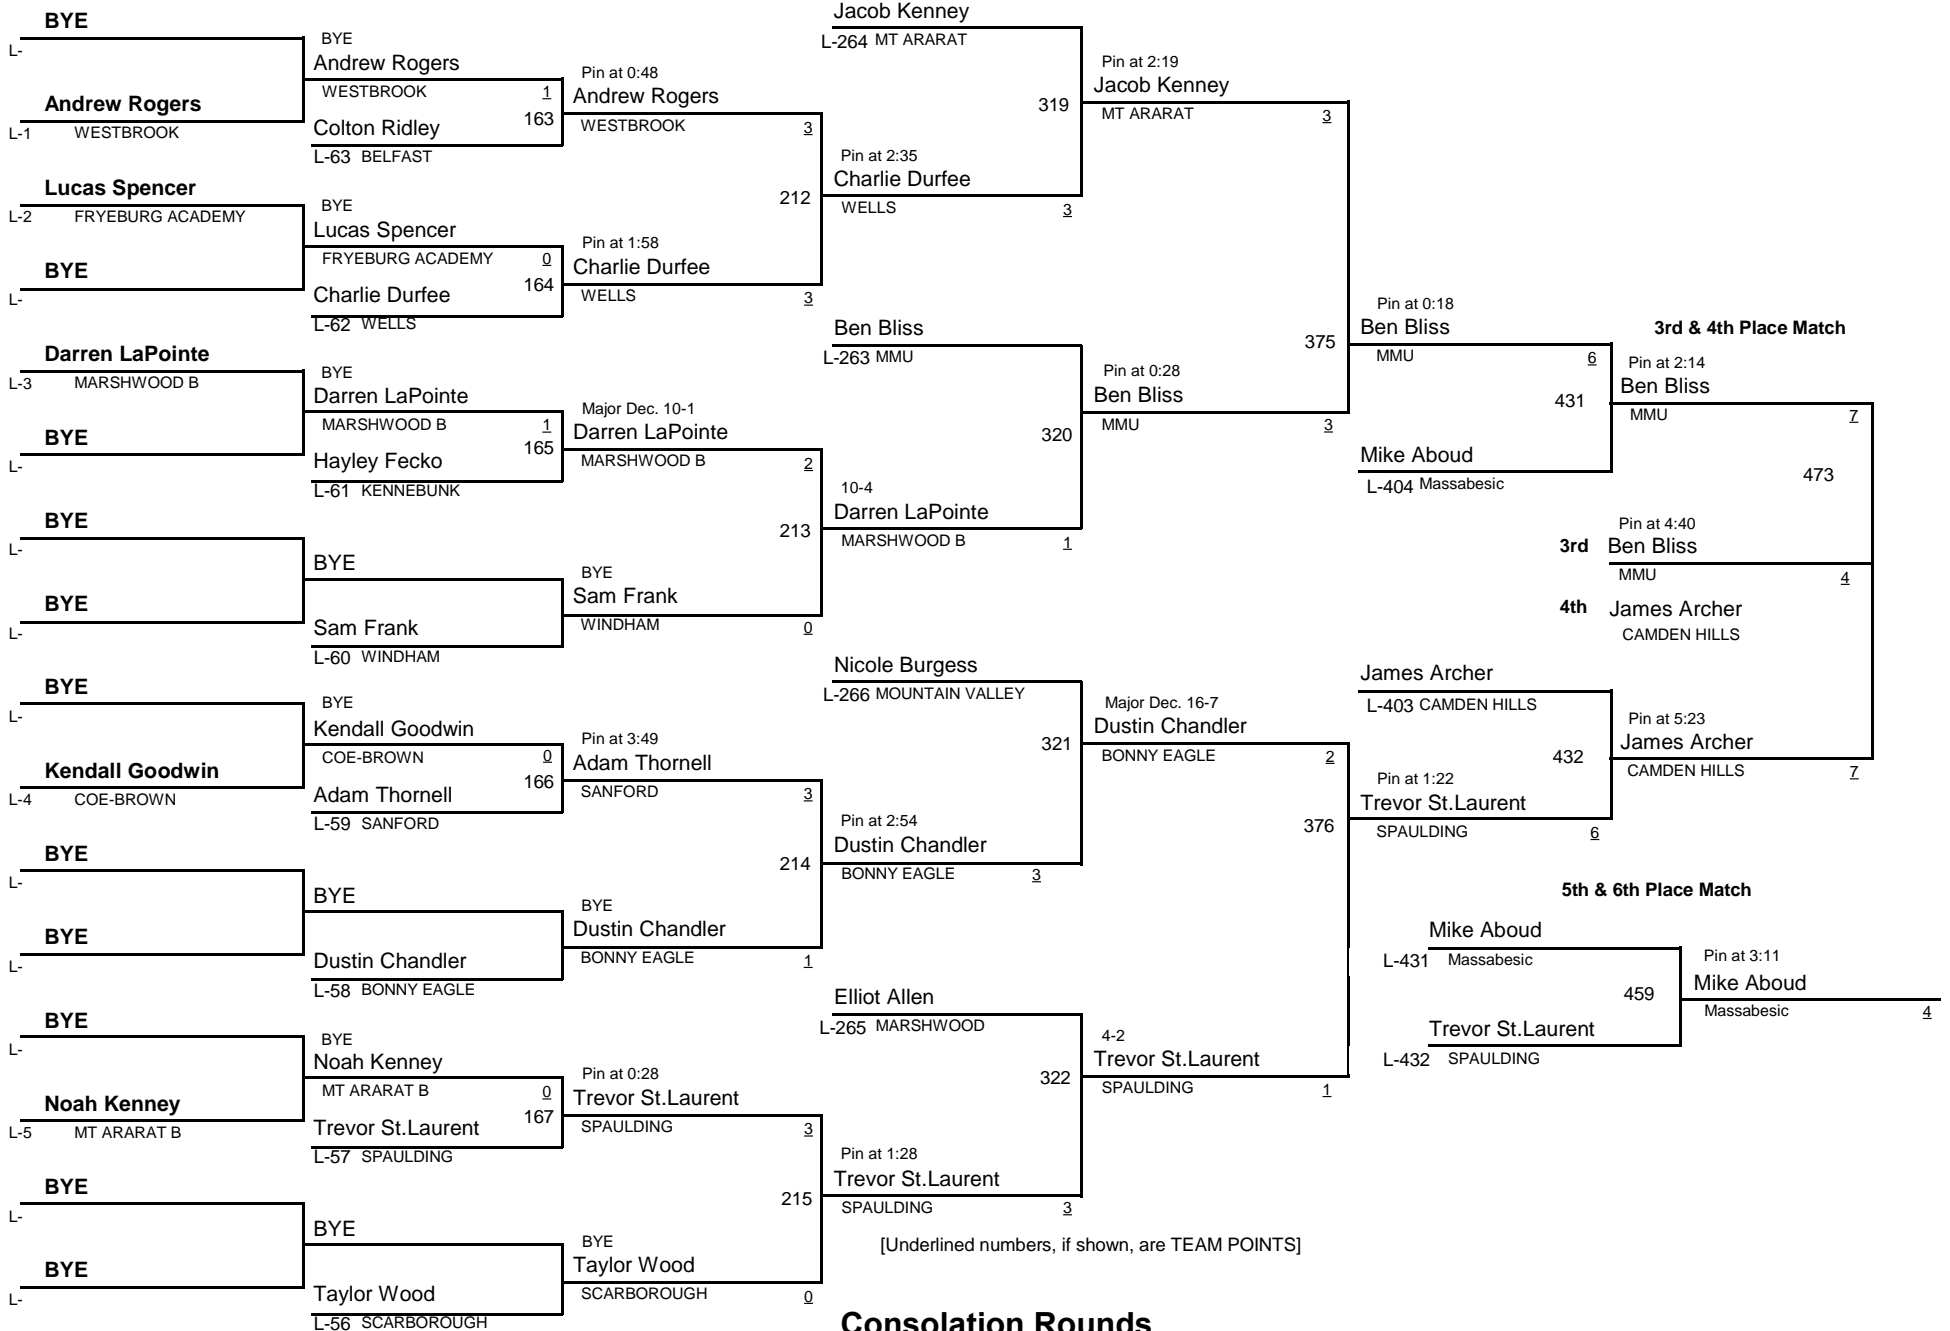 BYE
L-
Andrew Rogers
L-1 WESTBROOK
Lucas Spencer
L-2 FRYEBURG ACADEMY
BYE
L-
Darren LaPointe
L-3 MARSHWOOD B
BYE
L-
BYE
L-
BYE
L-
BYE
L-
Kendall Goodwin
L-4 COE-BROWN
BYE
L-
BYE
L-
BYE
L-
Noah Kenney
L-5 MT ARARAT B
BYE
L-
BYE
L-
BYE
Andrew Rogers
WESTBROOK 1
163
Colton Ridley
L-63 BELFAST
BYE
Lucas Spencer
FRYEBURG ACADEMY 0
164
Charlie Durfee
L-62 WELLS
BYE
Darren LaPointe
MARSHWOOD B 1
165
Hayley Fecko
L-61 KENNEBUNK
BYE
Sam Frank
L-60 WINDHAM
BYE
Kendall Goodwin
COE-BROWN 0
166
Adam Thornell
L-59 SANFORD
BYE
Dustin Chandler
L-58 BONNY EAGLE
BYE
Noah Kenney
MT ARARAT B 0
167
Trevor St.Laurent
L-57 SPAULDING
BYE
Taylor Wood
L-56 SCARBOROUGH
Pin at 0:48
Andrew Rogers
WESTBROOK 3
212
Pin at 1:58
Charlie Durfee
WELLS 3
Major Dec. 10-1
Darren LaPointe
MARSHWOOD B 2
213
BYE
Sam Frank
WINDHAM 0
Pin at 3:49
Adam Thornell
SANFORD 3
214
BYE
Dustin Chandler
BONNY EAGLE 1
Pin at 0:28
Trevor St.Laurent
SPAULDING 3
215
BYE
Taylor Wood
SCARBOROUGH 0
Jacob Kenney
L-264 MT ARARAT
319
Pin at 2:35
Charlie Durfee
WELLS 3
Ben Bliss
L-263 MMU
320
10-4
Darren LaPointe
MARSHWOOD B 1
Nicole Burgess
L-266 MOUNTAIN VALLEY
321
Pin at 2:54
Dustin Chandler
BONNY EAGLE 3
Elliot Allen
L-265 MARSHWOOD
322
Pin at 1:28
Trevor St.Laurent
SPAULDING 3
Pin at 2:19
Jacob Kenney
MT ARARAT 3
375
Pin at 0:28
Ben Bliss
MMU 3
Major Dec. 16-7
Dustin Chandler
BONNY EAGLE 2
376
4-2
Trevor St.Laurent
SPAULDING 1
Pin at 0:18
Ben Bliss
MMU 6
431
Mike Aboud
L-404 Massabesic
James Archer
L-403 CAMDEN HILLS
432
Pin at 1:22
Trevor St.Laurent
SPAULDING 6
3rd & 4th Place Match
Pin at 2:14
Ben Bliss
MMU 7
473
Pin at 4:40
3rd Ben Bliss
MMU 4
4th James Archer
CAMDEN HILLS
Pin at 5:23
James Archer
CAMDEN HILLS 7
5th & 6th Place Match
Mike Aboud
L-431 Massabesic
459
Trevor St.Laurent
L-432 SPAULDING
Pin at 3:11
Mike Aboud
Massabesic 4
[Underlined numbers, if shown, are TEAM POINTS]
Consolation Rounds